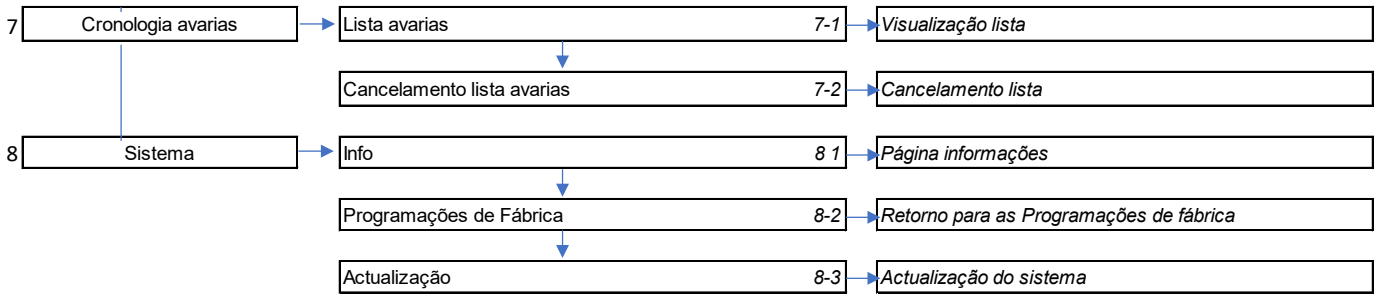 7 Cronologia avarias Lista avarias 7-1 Visualização lista
Cancelamento lista avarias 7-2 Cancelamento lista
8 Sistema Info 8 1 Página informações
Programações de Fábrica 8-2 Retorno para as Programações de fábrica
Actualização 8-3 Actualização do sistema